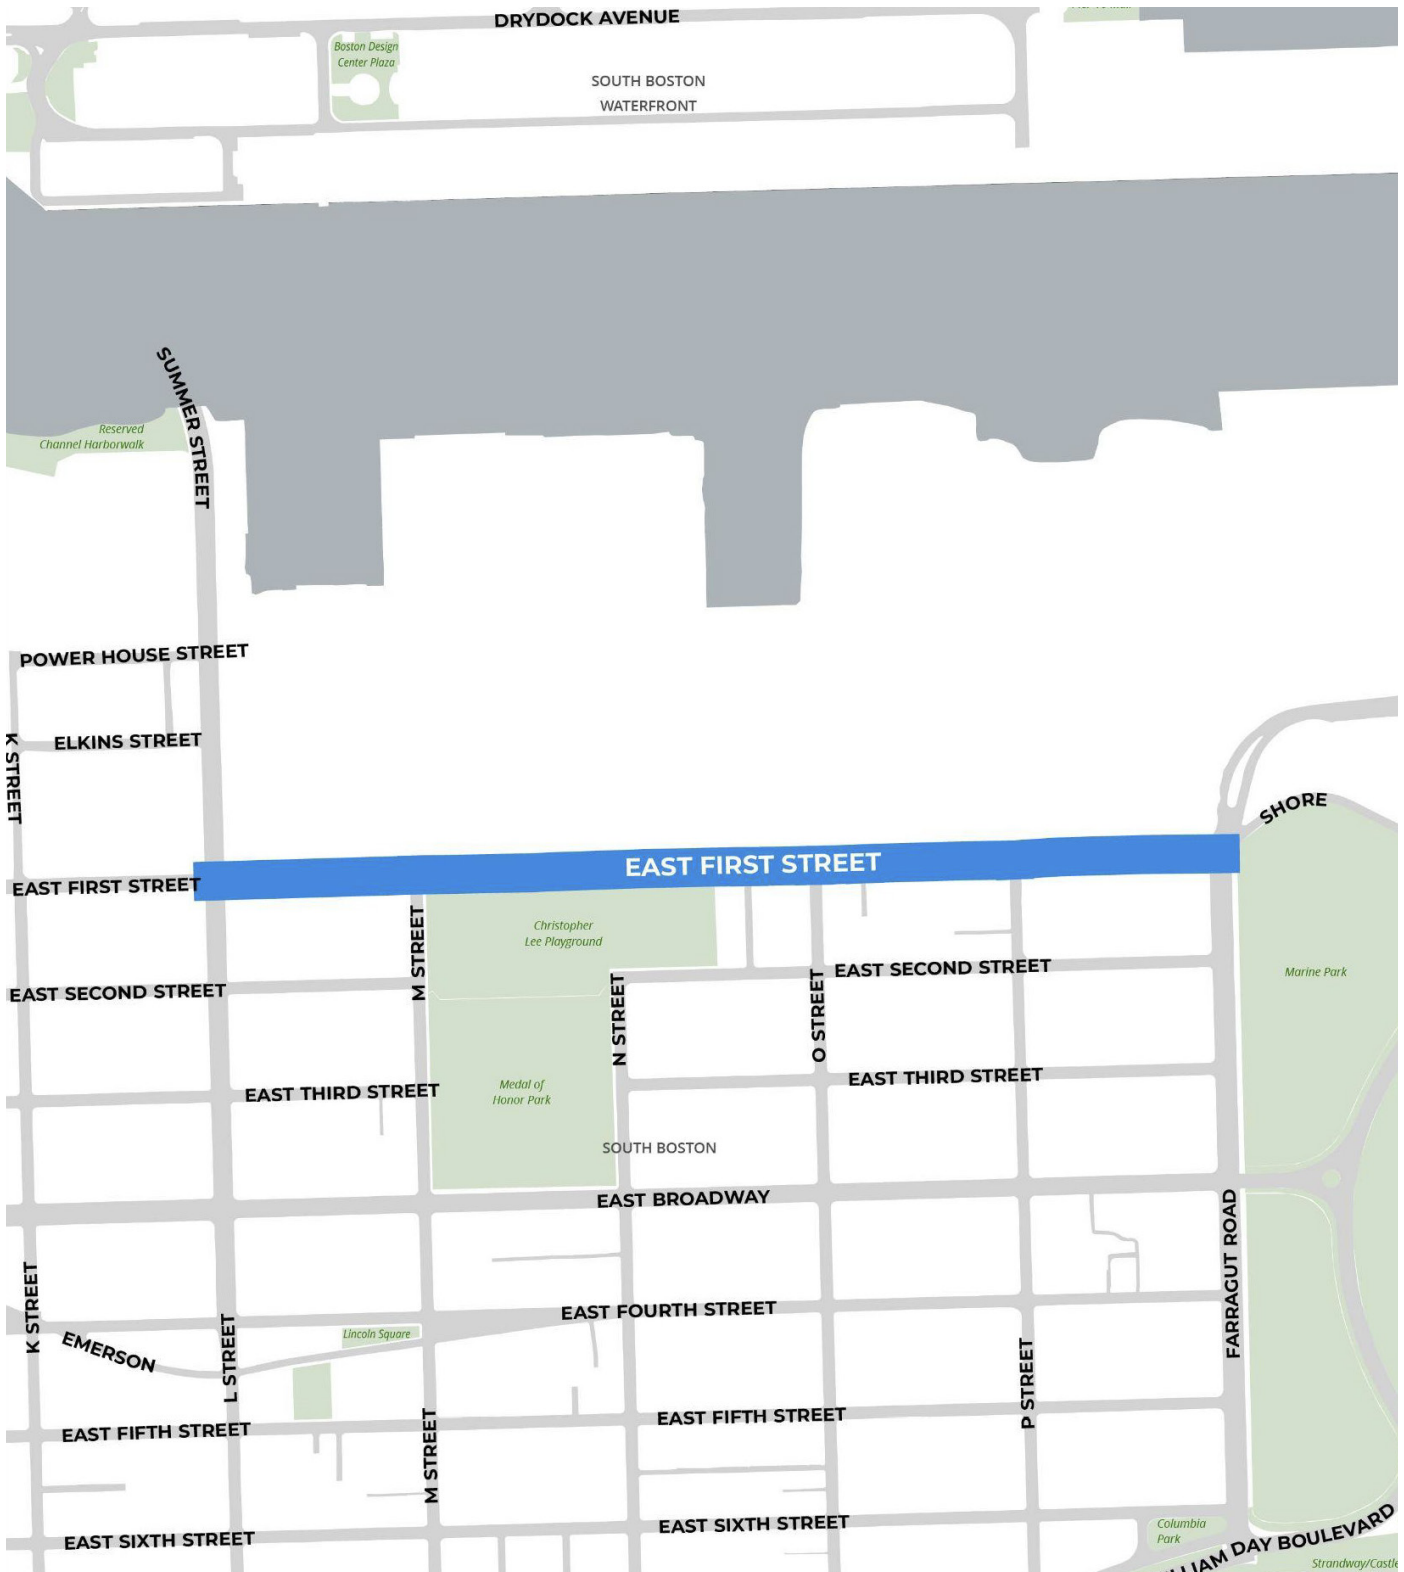 DRYDOCK AVENUE
Boston Design
Center Plaza
SOUTH BOSTON
WATERFRONT
SUMMER STREET
Reserved
Channel Harborwalk
POWER HOUSE STREET
ELKINS STREET
K STREET
SHORE
EAST FIRST STREET
EAST FIRST STREET
M STREET
Christopher
Lee Playground
EAST SECOND STREET
N STREET
O STREET
EAST SECOND STREET
Marine Park
EAST THIRD STREET
Medal of
Honor Park
EAST THIRD STREET
SOUTH BOSTON
EAST BROADWAY
FARRAGUT ROAD
K STREET
EAST FOURTH STREET
EMERSON
L STREET
Lincoln Square
P STREET
EAST FIFTH STREET
M STREET
EAST FIFTH STREET
EAST SIXTH STREET
EAST SIXTH STREET
Columbia
Park
LLIAM DAY BOULEVARD
Strandway/Castle